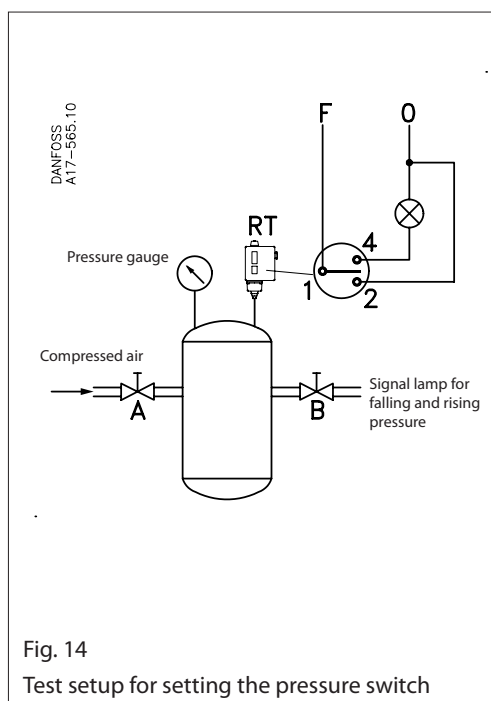 DANFOSS
A17-565.10
F
O
RT
4
1
2
Pressure gauge
Compressed air
A
B
Signal lamp for
falling and rising
pressure
Fig. 14
Test setup for setting the pressure switch